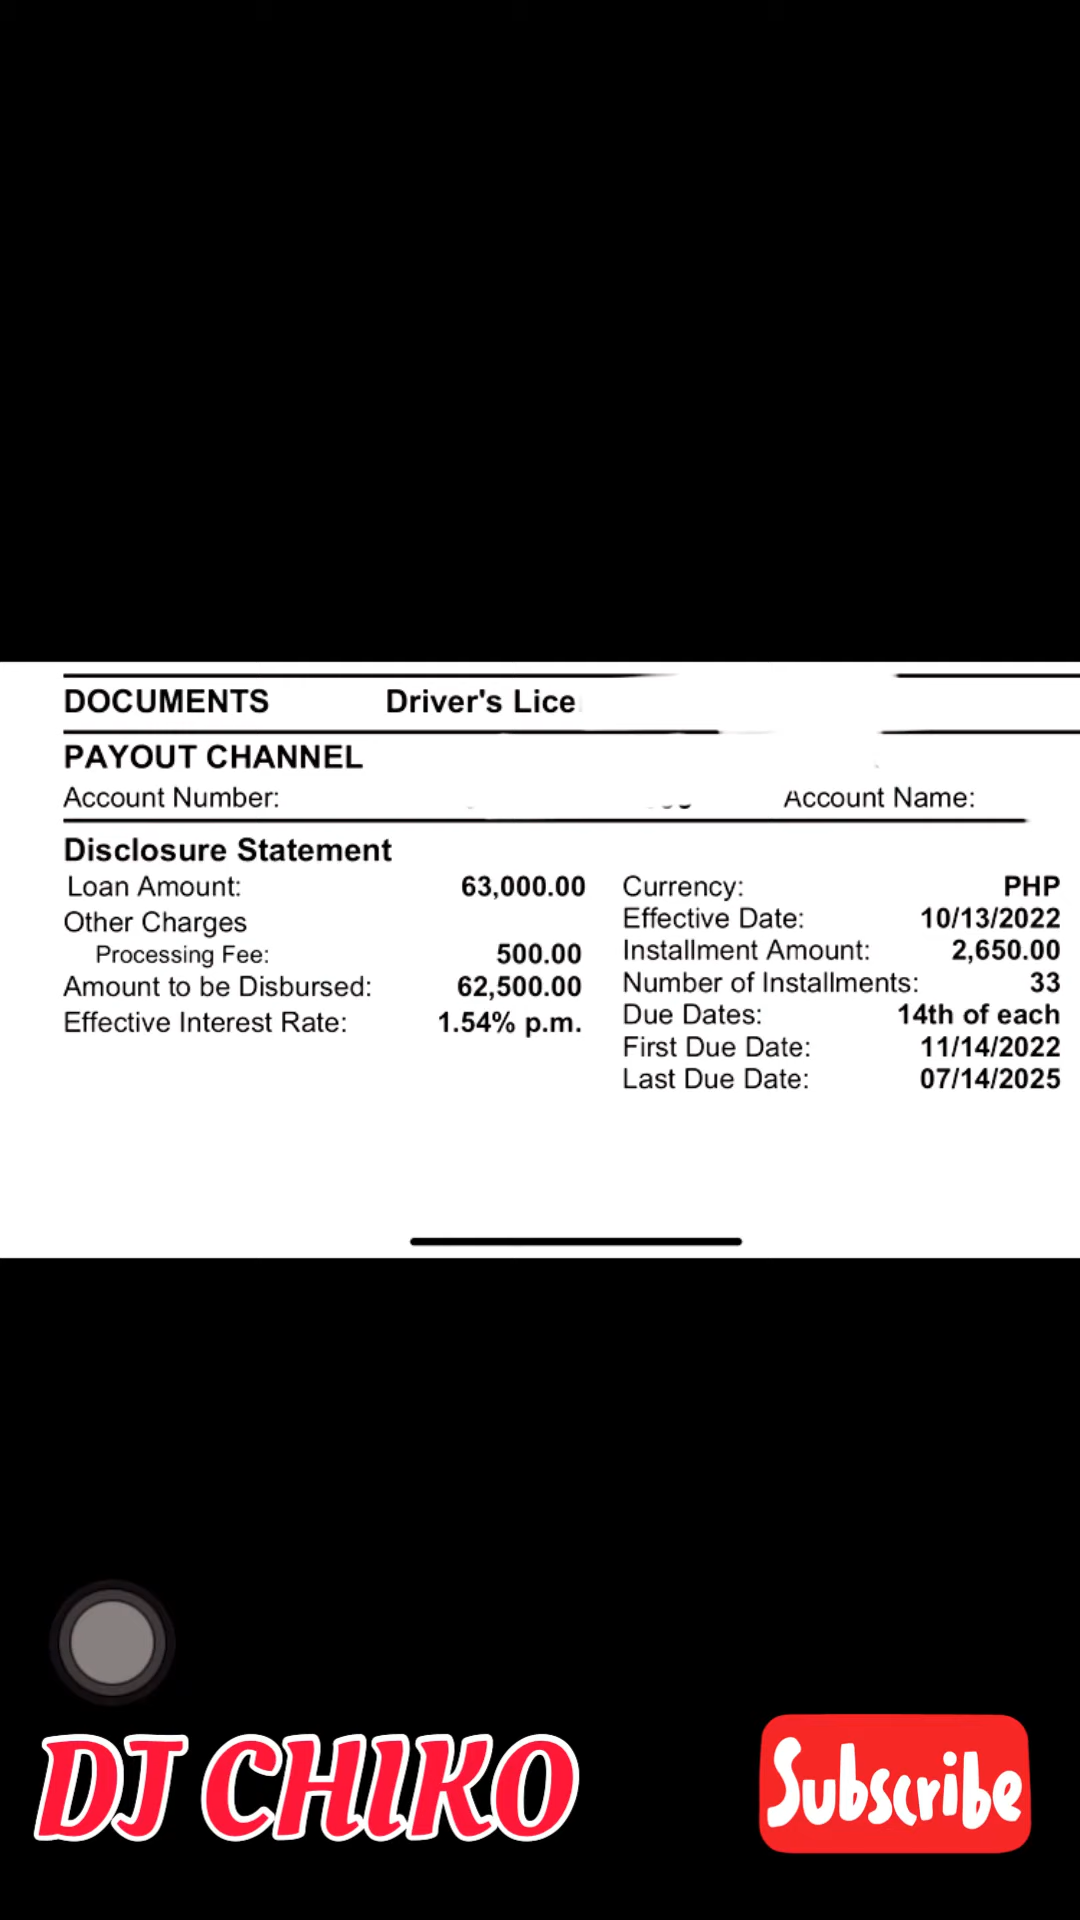 DOCUMENTS Driver's Lice
PAYOUT CHANNEL
Account Number: Account Name:
Disclosure Statement
Loan Amount: 63,000.00
Other Charges
Processing Fee: 500.00
Amount to be Disbursed: 62,500.00
Effective Interest Rate: 1.54% p.m.
Currency: PHP
Effective Date: 10/13/2022
Installment Amount: 2,650.00
Number of Installments: 33
Due Dates: 14th of each
First Due Date: 11/14/2022
Last Due Date: 07/14/2025
DJ CHIKO
Subscribe